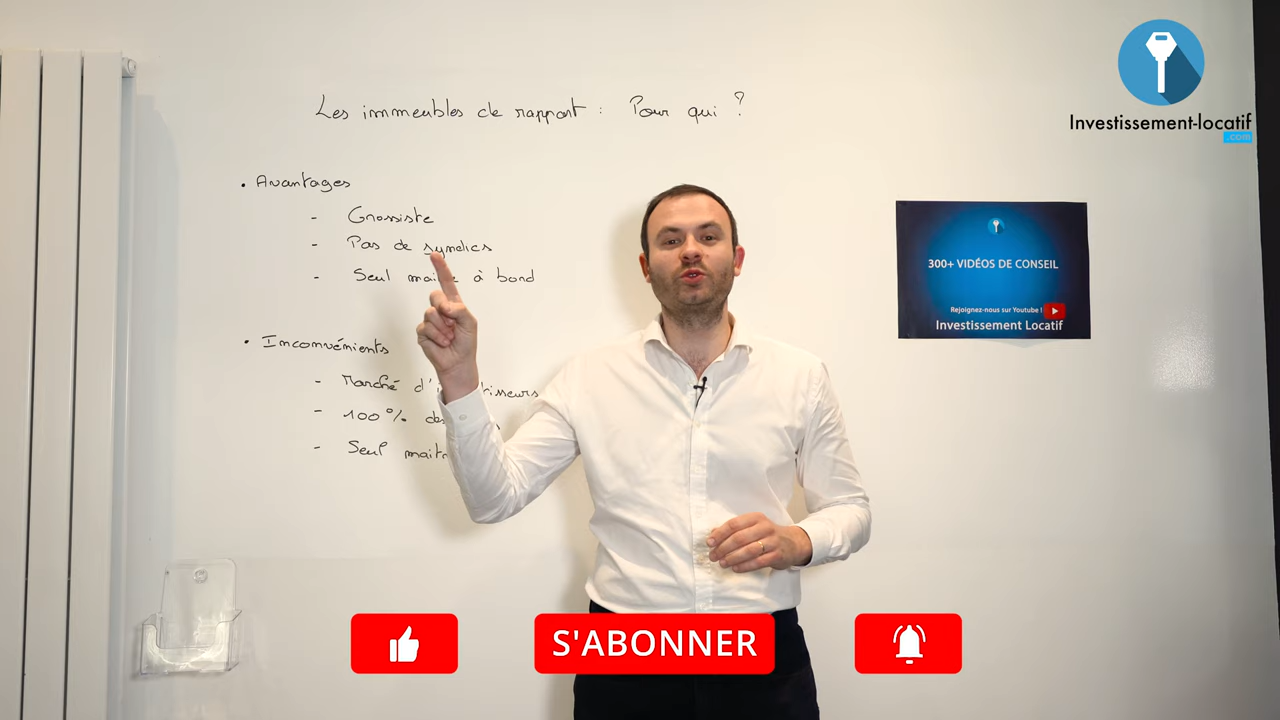 Les immeubles de rapport : Pour qui ?
• Avantages
- Grossiste
- Pas de syndics
- Seul à bond
• Inconvénients
- Marché
- 100%
- Seul
Investissement-locatif
.com
300+ VIDÉOS DE CONSEIL
Rejoignez-nous sur Youtube !
Investissement Locatif
S'ABONNER